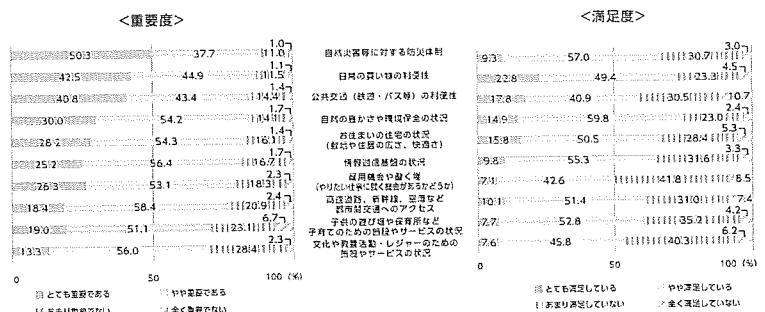 <重要度>
<満足度>
50.3 37.7 11.0 1.0
自然災害等に対する防災体制
9.3 57.0 30.7 3.0
42.5 44.9 11.5 1.1
日常の買い物の利便性
22.8 49.4 23.3 4.5
40.8 43.4 14.4 1.4
公共交通(鉄道・バス等)の利便性
17.8 40.9 30.5 10.7
30.0 54.2 14.1 1.7
自然の豊かさや環境保全の状況
14.9 59.8 23.0 2.4
28.2 54.3 16.1 1.4
お住まいの住宅の状況
(敷地や住居の広さ、快適さ)
15.8 50.5 28.4 5.3
25.2 56.4 16.7 1.7
情報通信基盤の状況
9.8 55.3 31.6 3.3
26.3 53.1 18.3 2.3
雇用機会や働く場
(やりたい仕事に就く機会があるかどうか)
7.1 42.6 41.8 8.5
18.4 58.4 20.9 2.4
高速道路、新幹線、空港など
都市間交通へのアクセス
10.1 51.4 31.0 7.4
19.0 51.1 23.1 6.7
子供の遊び場や保育所など
子育てのための施設やサービスの状況
7.7 52.8 35.2 4.2
13.3 56.0 28.4 2.3
文化や教養活動・レジャーのための
施設やサービスの状況
7.6 45.8 40.3 6.2
0 50 100 (%)
0 50 100 (%)
とても重要である やや重要である
あまり重要でない 全く重要でない
とても満足している やや満足している
あまり満足していない 全く満足していない